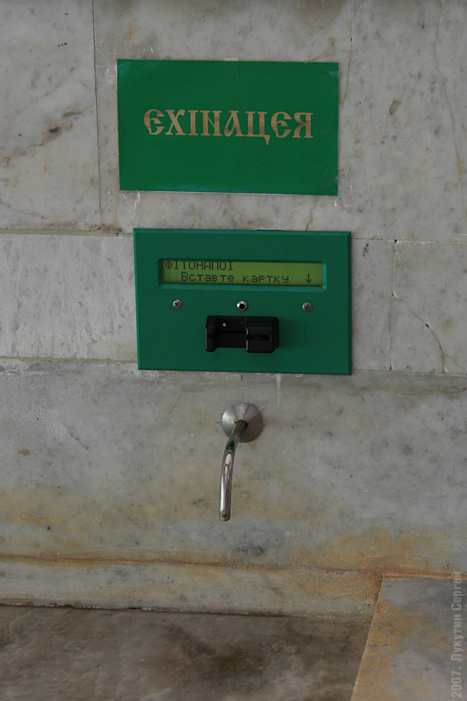 ЕХІНАЦЕЯ
ФІТОНАПОЇ
Вставте картку ↓
2007. Лукутин Сергей